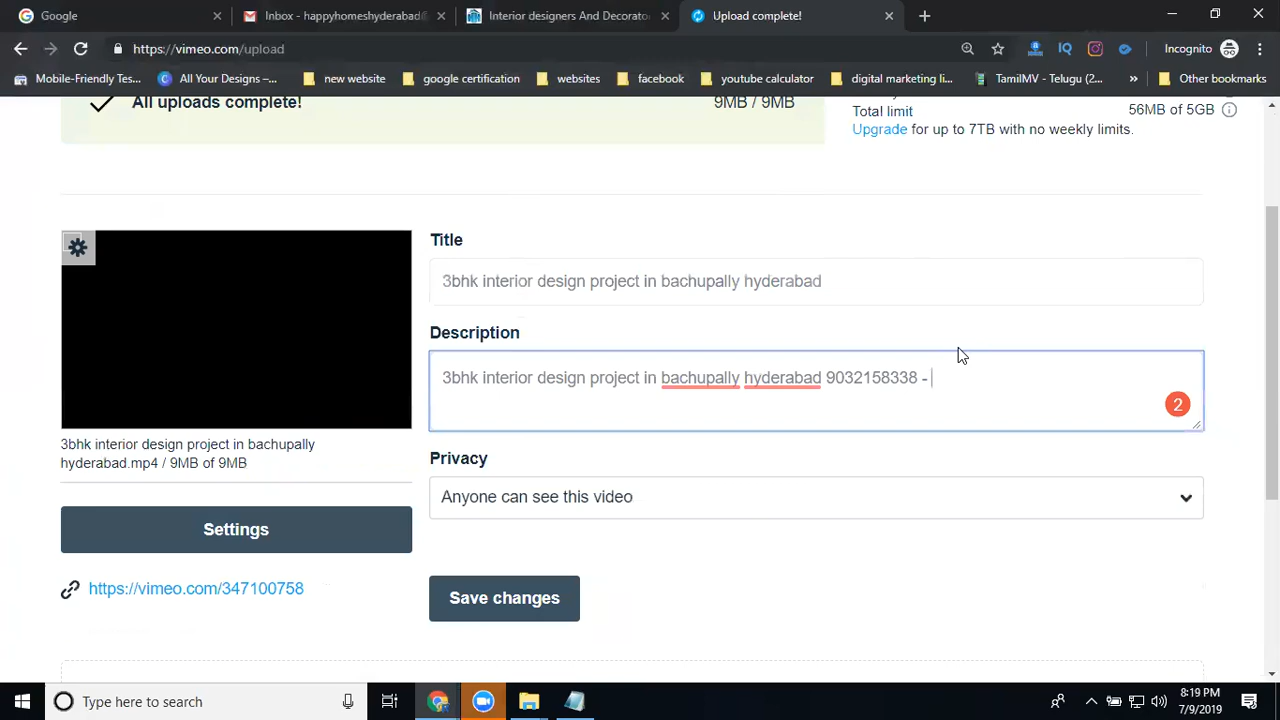 Google
Inbox - happyhomeshyderabad@
Interior designers And Decorator
Upload complete!
https://vimeo.com/upload
Incognito
Mobile-Friendly Tes...
All Your Designs –...
new website
google certification
websites
facebook
youtube calculator
digital marketing li...
TamilMV - Telugu (2...
Other bookmarks
All uploads complete!
9MB / 9MB
Total limit
56MB of 5GB
Upgrade for up to 7TB with no weekly limits.
Title
3bhk interior design project in bachupally hyderabad
Description
3bhk interior design project in bachupally hyderabad 9032158338 -
2
3bhk interior design project in bachupally
hyderabad.mp4 / 9MB of 9MB
Privacy
Anyone can see this video
Settings
https://vimeo.com/347100758
Save changes
Type here to search
8:19 PM
7/9/2019